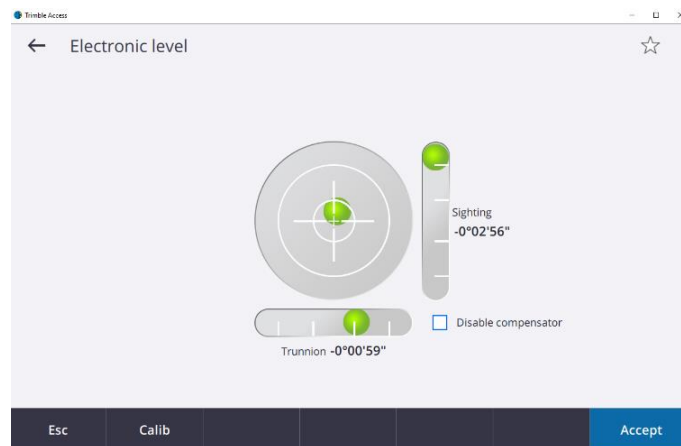 Trimble Access
Electronic level
Sighting
-0°02'56"
Disable compensator
Trunnion -0°00'59"
Esc Calib Accept